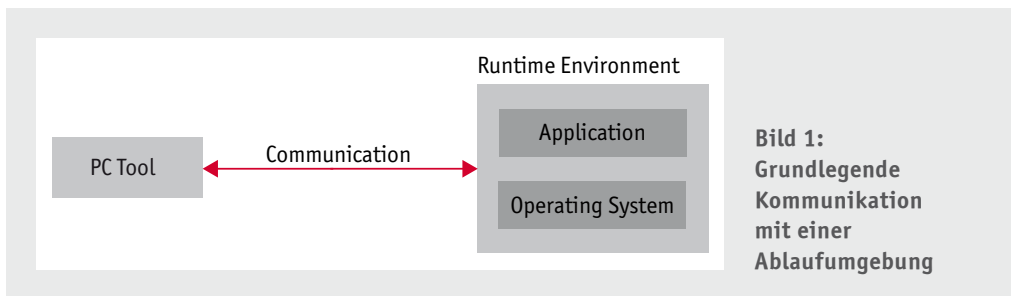 Runtime Environment
Application
PC Tool
Communication
Operating System
Bild 1:
Grundlegende
Kommunikation
mit einer
Ablaufumgebung